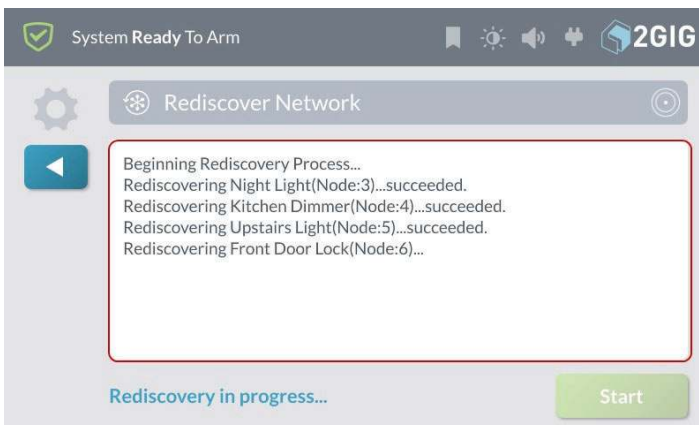 System Ready To Arm
2GIG
Rediscover Network
Beginning Rediscovery Process...
Rediscovering Night Light(Node:3)...succeeded.
Rediscovering Kitchen Dimmer(Node:4)...succeeded.
Rediscovering Upstairs Light(Node:5)...succeeded.
Rediscovering Front Door Lock(Node:6)...
Rediscovery in progress...
Start